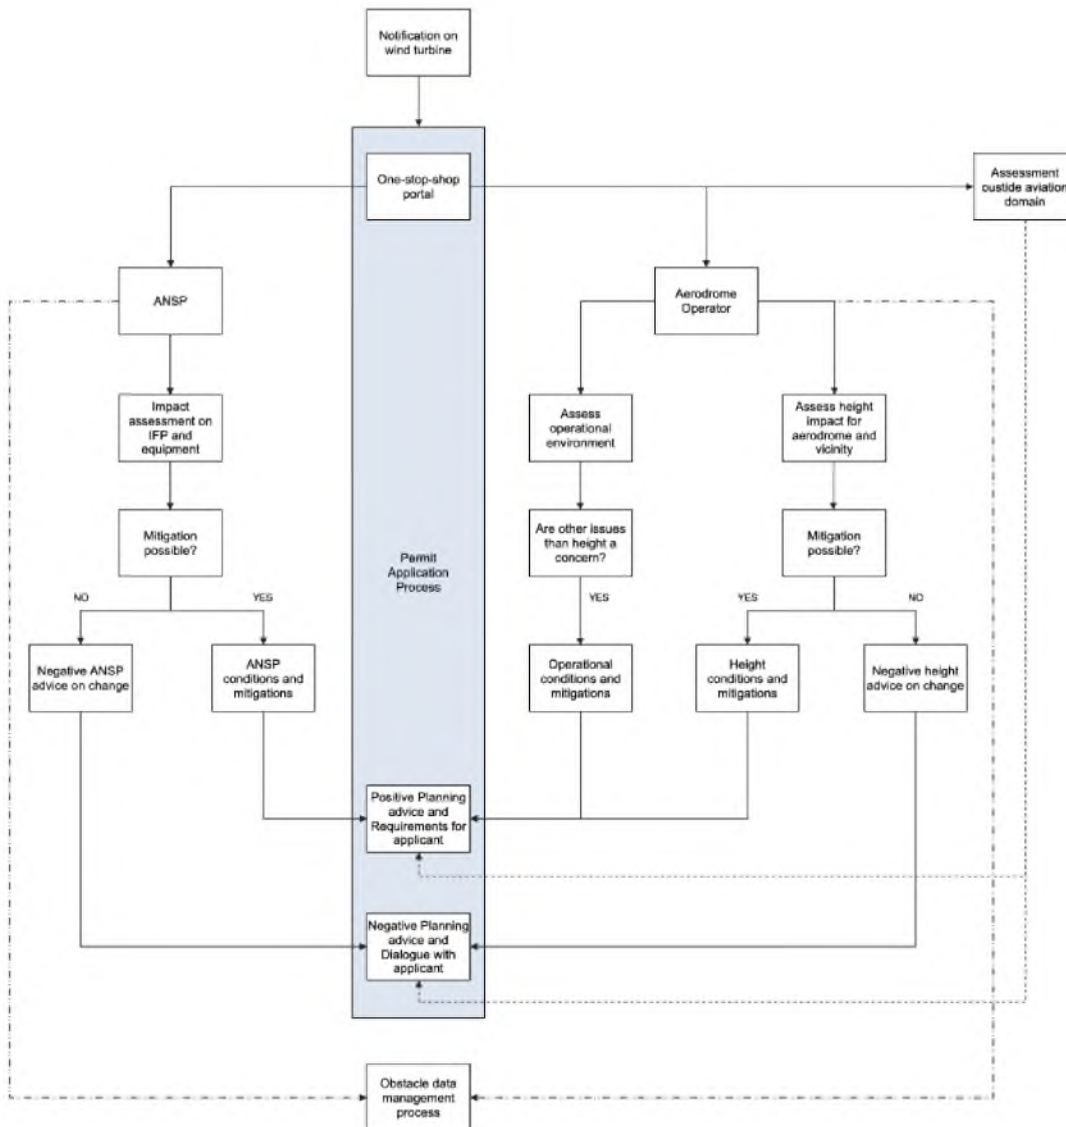 Notification on
wind turbine
One-stop-shop
portal
Assessment
oustide aviation
domain
ANSP
Aerodrome
Operator
Impact
assessment on
IFP and
equipment
Assess
operational
environment
Assess height
impact for
aerodrome and
vicinity
Mitigation
possible?
Are other issues
than height a
concern?
Mitigation
possible?
Permit
Application
Process
NO
YES
YES
YES
NO
Negative ANSP
advice on change
ANSP
conditions and
mitigations
Operational
conditions and
mitigations
Height
conditions and
mitigations
Negative height
advice on change
Positive Planning
advice and
Requirements for
applicant
Negative Planning
advice and
Dialogue with
applicant
Obstacle data
management
process